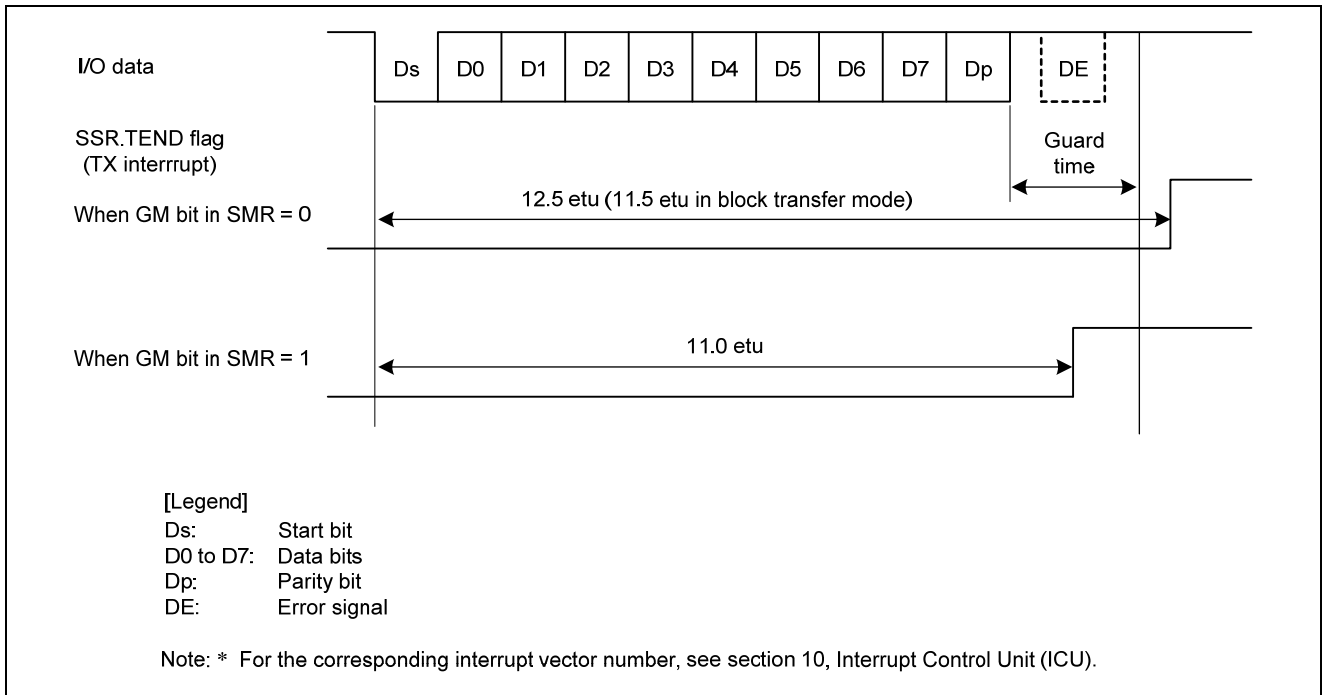 I/O data
Ds D0 D1 D2 D3 D4 D5 D6 D7 Dp DE
SSR.TEND flag
(TX interrrupt)
Guard
time
12.5 etu (11.5 etu in block transfer mode)
When GM bit in SMR = 0
11.0 etu
When GM bit in SMR = 1
[Legend]
Ds: Start bit
D0 to D7: Data bits
Dp: Parity bit
DE: Error signal
Note: * For the corresponding interrupt vector number, see section 10, Interrupt Control Unit (ICU).